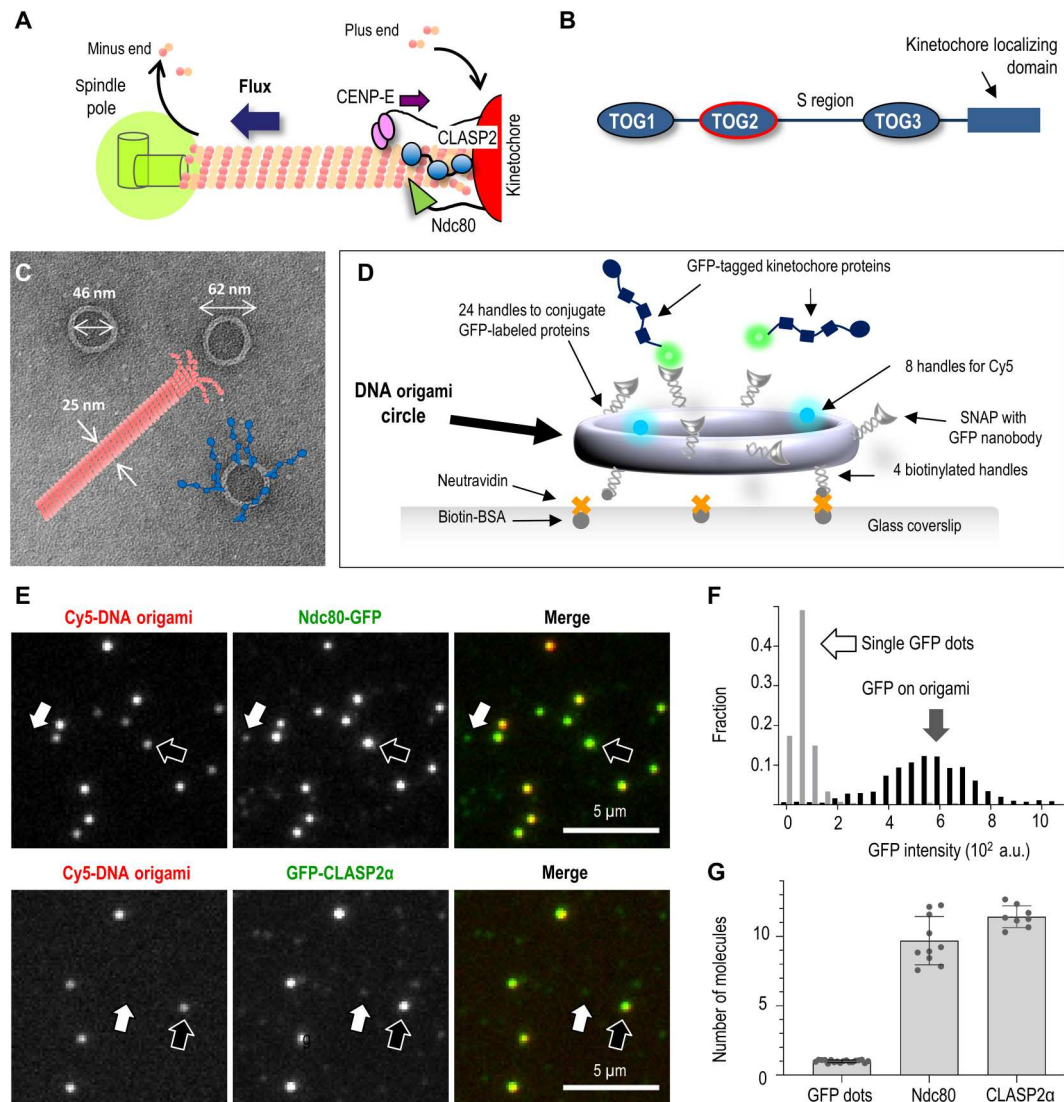 A
Minus end
Spindle
pole
Flux
Plus end
CENP-E
CLASP2
Kinetochore
Ndc80
B
Kinetochore localizing
domain
S region
TOG1
TOG2
TOG3
C
46 nm
62 nm
25 nm
D
GFP-tagged kinetochore proteins
24 handles to conjugate
GFP-labeled proteins
8 handles for Cy5
DNA origami
circle
SNAP with
GFP nanobody
4 biotinylated handles
Neutravidin
Biotin-BSA
Glass coverslip
E
Cy5-DNA origami
Ndc80-GFP
Merge
5 µm
Cy5-DNA origami
GFP-CLASP2α
Merge
9
5 µm
F
0.4
0.3
0.2
0.1
Fraction
Single GFP dots
GFP on origami
0 2 4 6 8 10
GFP intensity (10² a.u.)
G
Number of molecules
10
5
0
GFP dots Ndc80 CLASP2α